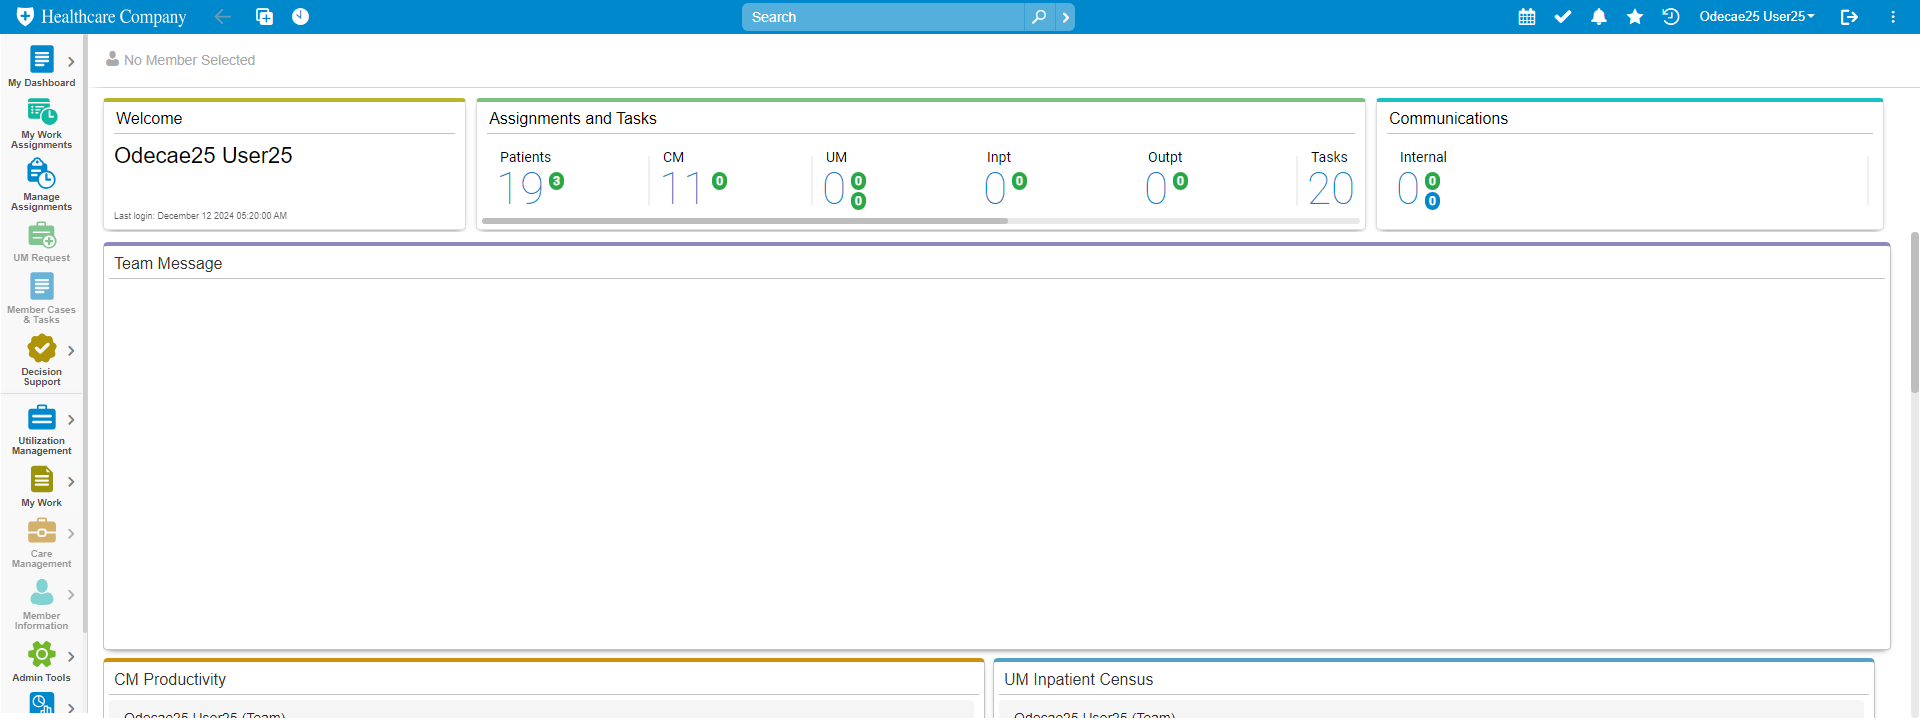 Healthcare Company
Search
Odecae25 User25
No Member Selected
My Dashboard
My Work
Assignments
Manage
Assignments
UM Request
Member Cases
& Tasks
Decision
Support
Utilization
Management
My Work
Care
Management
Member
Information
Admin Tools
Welcome
Odecae25 User25
Last login: December 12 2024 05:20:00 AM
Assignments and Tasks
Patients
19 3
CM
11 0
UM
0 0
0
Inpt
0 0
Outpt
0 0
Tasks
20
Communications
Internal
0 0
0
Team Message
CM Productivity
Odecae25 User25 (Team)
UM Inpatient Census
Odecae25 User25 (Team)